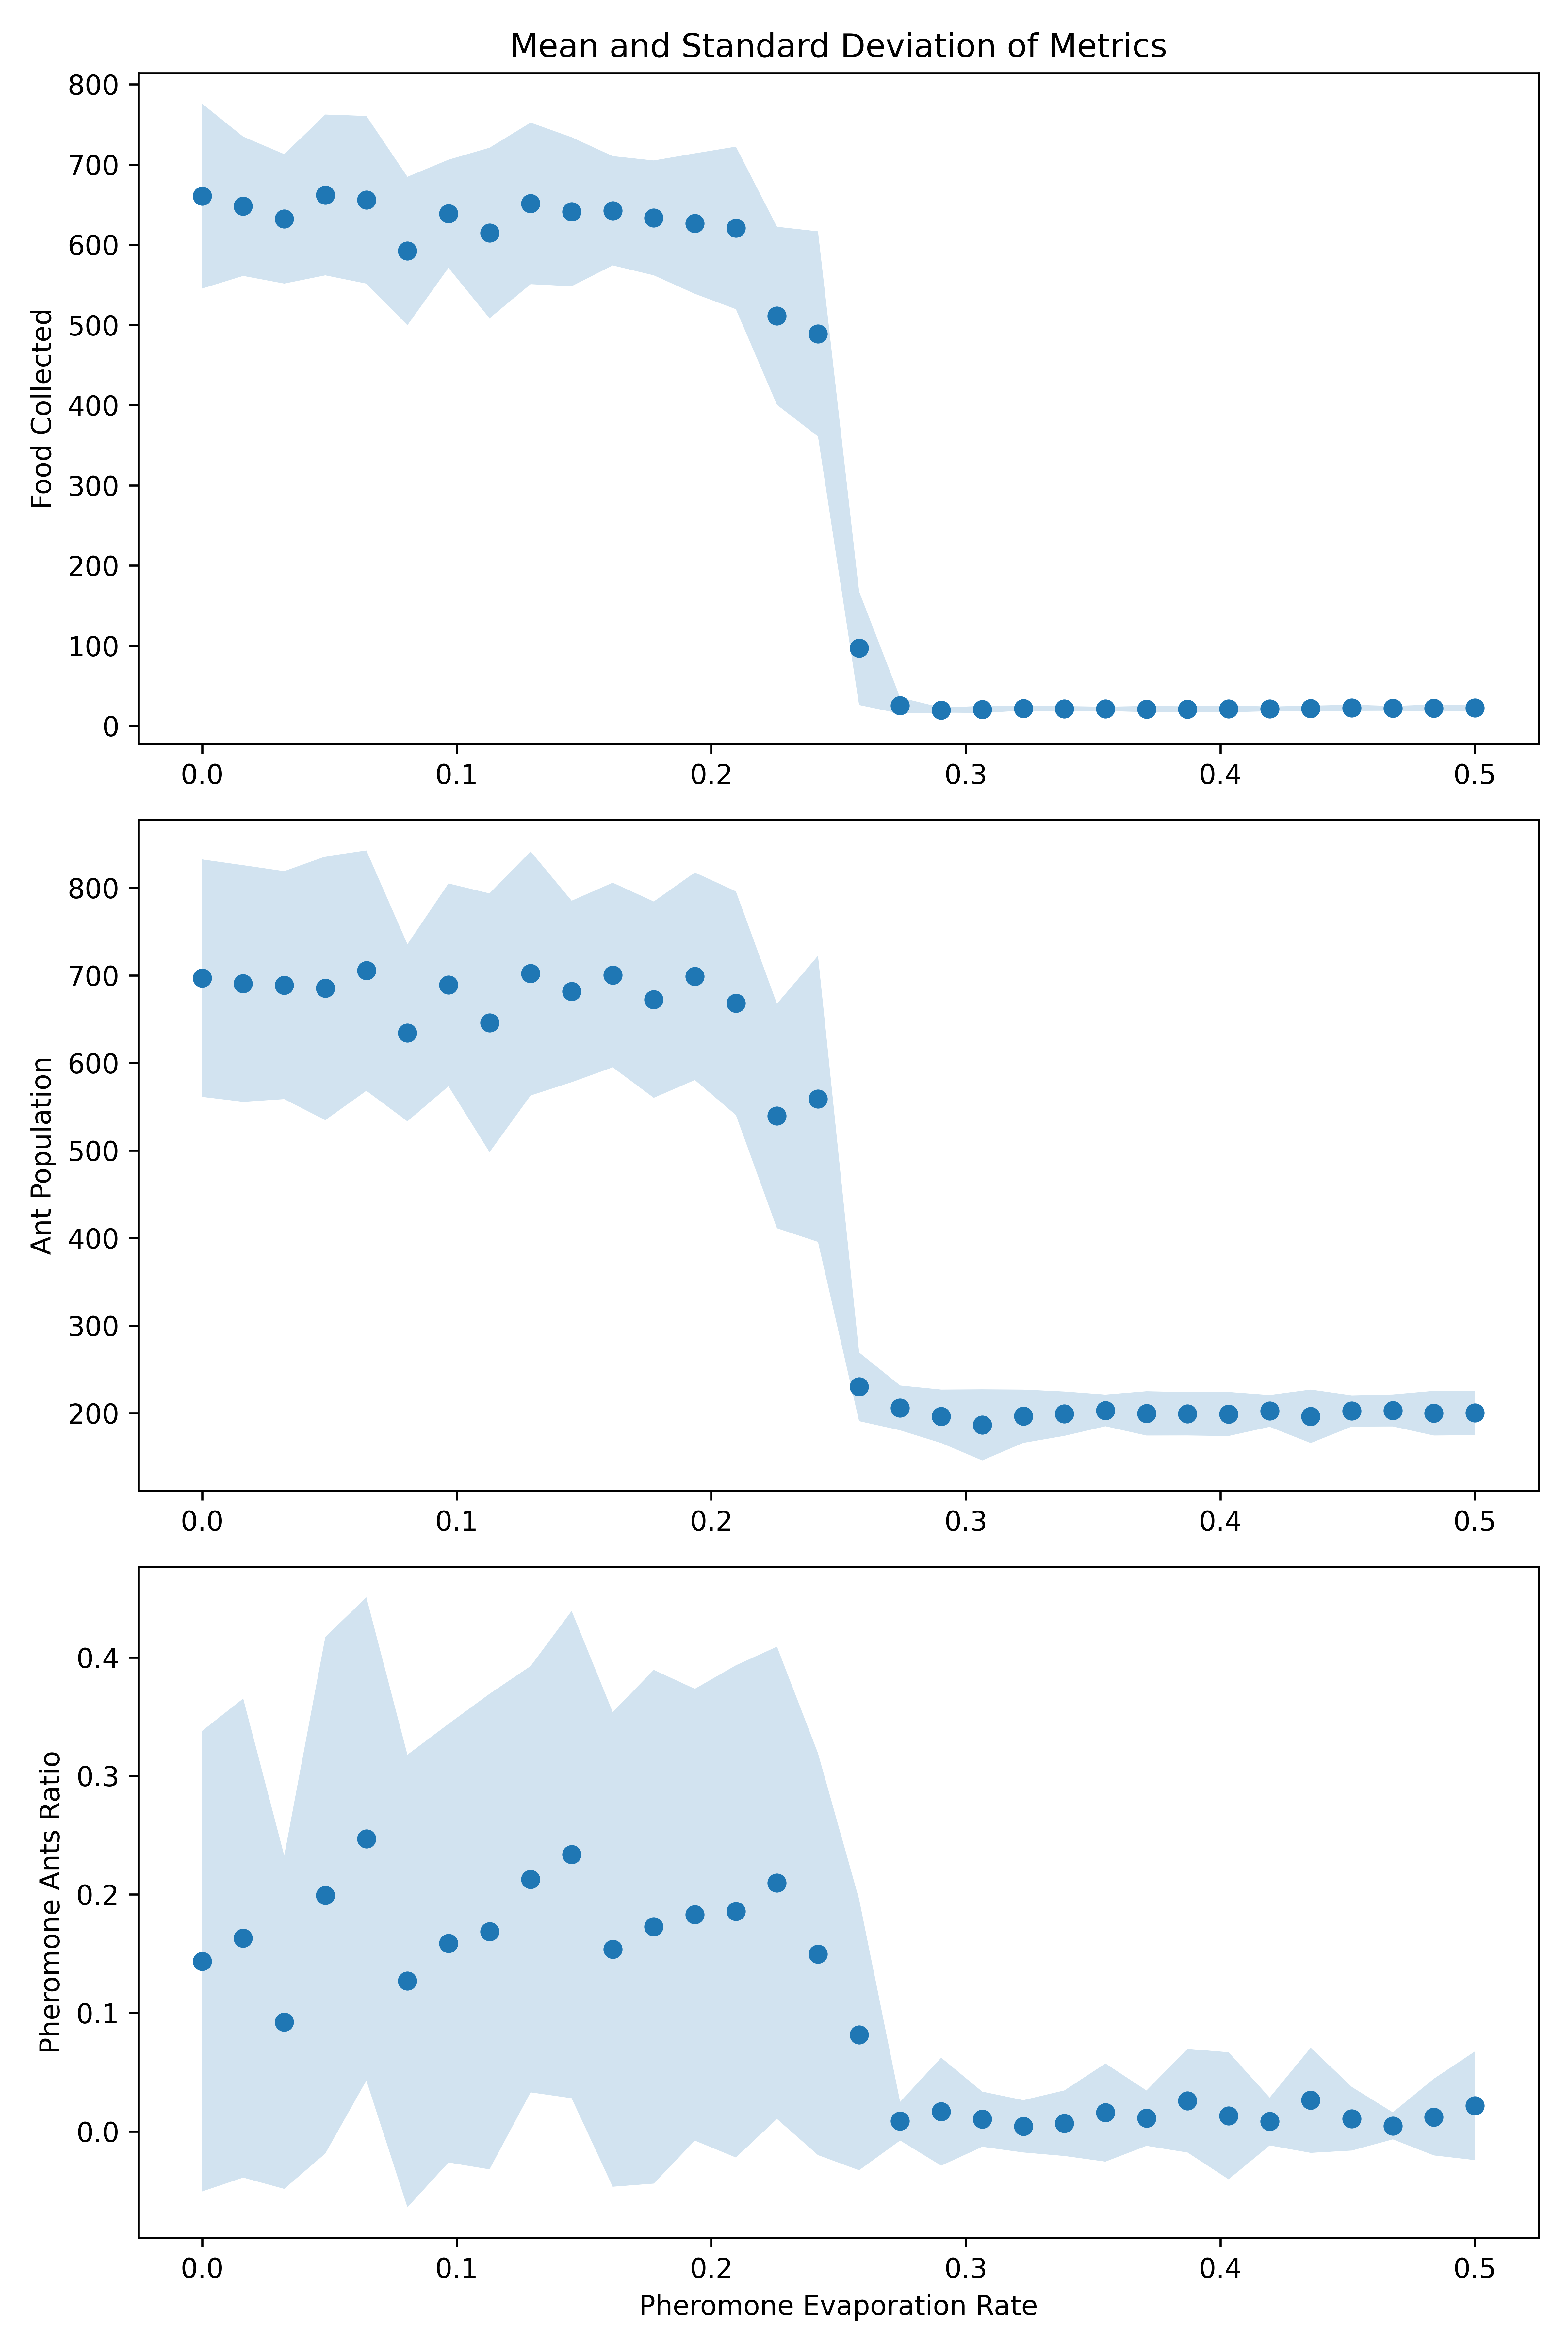 Mean and Standard Deviation of Metrics
800
700
600
500
400
300
200
100
0
Food Collected
0.0 0.1 0.2 0.3 0.4 0.5
800
700
600
500
400
300
200
Ant Population
0.0 0.1 0.2 0.3 0.4 0.5
0.4
0.3
0.2
0.1
0.0
Pheromone Ants Ratio
0.0 0.1 0.2 0.3 0.4 0.5
Pheromone Evaporation Rate